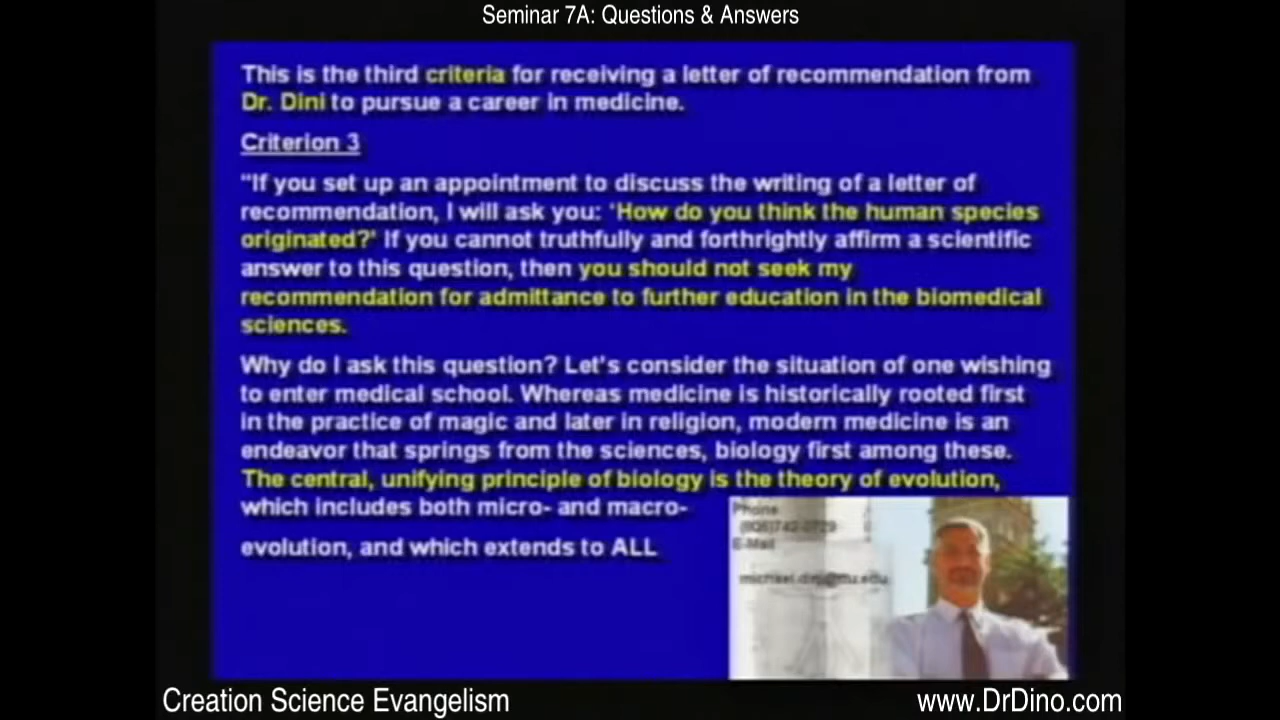 Seminar 7A: Questions & Answers
This is the third criteria for receiving a letter of recommendation from
Dr. Dini to pursue a career in medicine.
Criterion 3
"If you set up an appointment to discuss the writing of a letter of
recommendation, I will ask you: 'How do you think the human species
originated?' If you cannot truthfully and forthrightly affirm a scientific
answer to this question, then you should not seek my
recommendation for admittance to further education in the biomedical
sciences.
Why do I ask this question? Let's consider the situation of one wishing
to enter medical school. Whereas medicine is historically rooted first
in the practice of magic and later in religion, modern medicine is an
endeavor that springs from the sciences, biology first among these.
The central, unifying principle of biology is the theory of evolution,
which includes both micro- and macro-
evolution, and which extends to ALL
Phone
E-Mail
michael.dini@ttu.edu
Creation Science Evangelism
www.DrDino.com